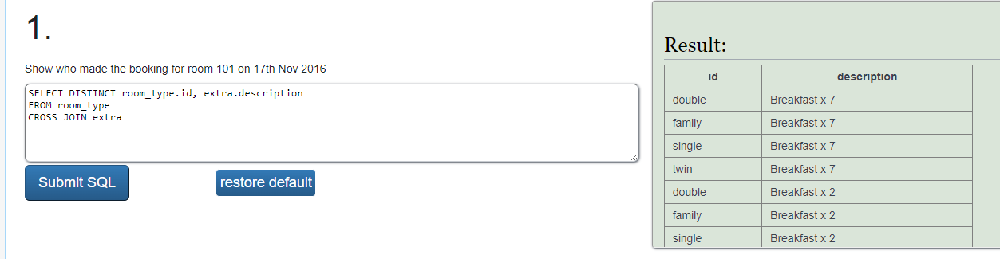 1.
Show who made the booking for room 101 on 17th Nov 2016
SELECT DISTINCT room_type.id, extra.description
FROM room_type
CROSS JOIN extra
Submit SQL restore default
Result:
id description
double Breakfast x 7
family Breakfast x 7
single Breakfast x 7
twin Breakfast x 7
double Breakfast x 2
family Breakfast x 2
single Breakfast x 2